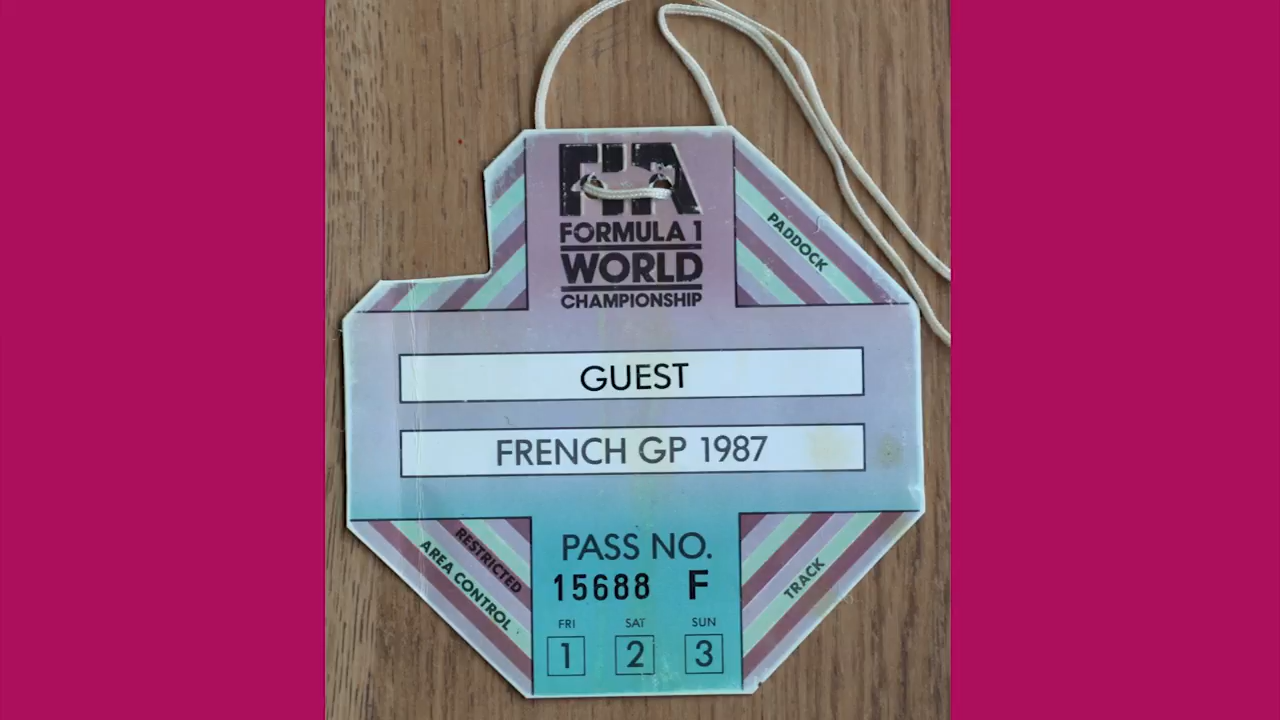 FIA
FORMULA 1
WORLD
CHAMPIONSHIP
PADDOCK
GUEST
FRENCH GP 1987
RESTRICTED
AREA CONTROL
PASS NO.
15688 F
FRI SAT SUN
1 2 3
TRACK